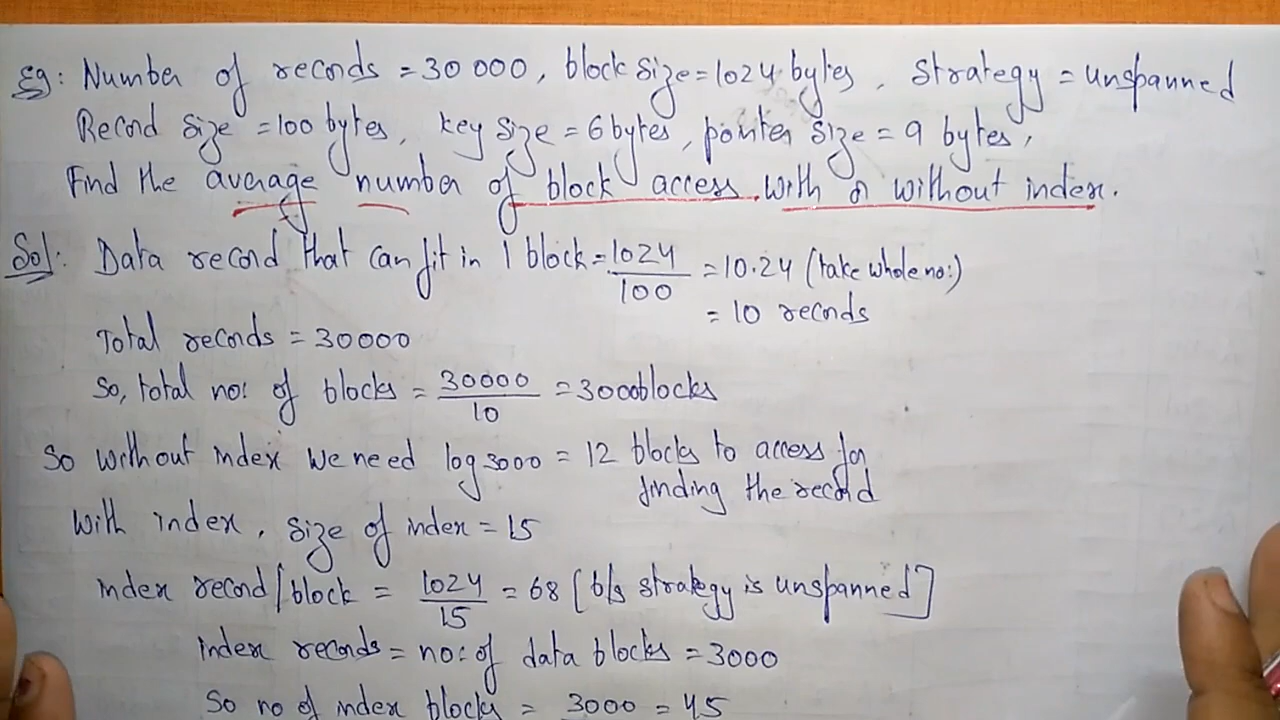 Eg: Number of records = 30 000, block size = 1024 bytes, Strategy = unspanned
Record size = 100 bytes, key size = 6 bytes, pointer size = 9 bytes,
Find the average number of block access with & without index.
Sol: Data record that can fit in 1 block = 1024/100 = 10.24 (take whole no:)
= 10 records
Total records = 30000
So, total no: of blocks = 30000/10 = 3000 blocks
So without index we need log 3000 = 12 blocks to access for
finding the record
With index, size of index = 15
index record/block = 1024/15 = 68 [b/s strategy is unspanned]
index records = no: of data blocks = 3000
So no of index blocks = 3000 = 45